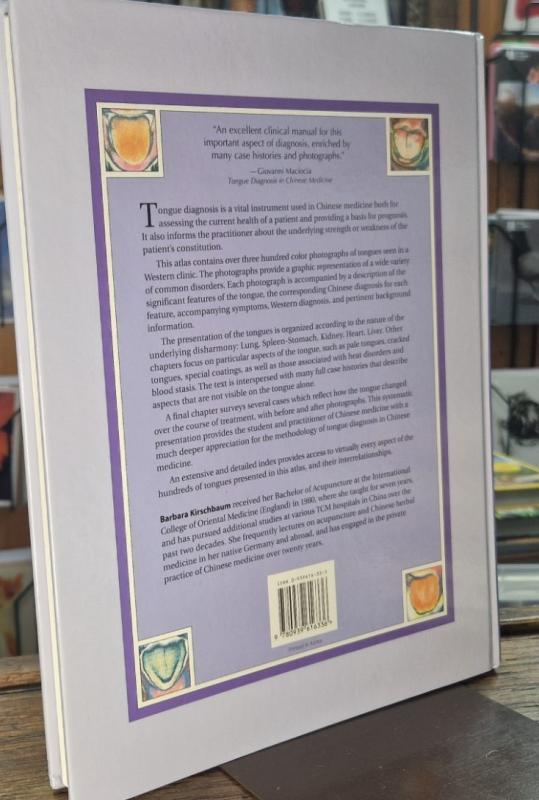 "An excellent clinical manual for this
important aspect of diagnosis, enriched by
many case histories and photographs."
—Giovanni Maciocia
Tongue Diagnosis in Chinese Medicine
Tongue diagnosis is a vital instrument used in Chinese medicine both for
assessing the current health of a patient and providing a basis for prognosis.
It also informs the practitioner about the underlying strength or weakness of the
patient's constitution.
This atlas contains over three hundred color photographs of tongues seen in a
Western clinic. The photographs provide a graphic representation of a wide variety
of common disorders. Each photograph is accompanied by a description of the
significant features of the tongue, the corresponding Chinese diagnosis for each
feature, accompanying symptoms, Western diagnosis, and pertinent background
information.
The presentation of the tongues is organized according to the nature of the
underlying disharmony: Lung, Spleen-Stomach, Kidney, Heart, Liver. Other
chapters focus on particular aspects of the tongue, such as pale tongues, cracked
tongues, special coatings, as well as those associated with heat disorders and
blood stasis. The text is interspersed with many full case histories that describe
aspects that are not visible on the tongue alone.
A final chapter surveys several cases which reflect how the tongue changed
over the course of treatment, with before and after photographs. This systematic
presentation provides the student and practitioner of Chinese medicine with a
much deeper appreciation for the methodology of tongue diagnosis in Chinese
medicine.
An extensive and detailed index provides access to virtually every aspect of the
hundreds of tongues presented in this atlas, and their interrelationships.
Barbara Kirschbaum received her Bachelor of Acupuncture at the International
College of Oriental Medicine (England) in 1980, where she taught for seven years,
and has pursued additional studies at various TCM hospitals in China over the
past two decades. She frequently lectures on acupuncture and Chinese herbal
medicine in her native Germany and abroad, and has engaged in the private
practice of Chinese medicine over twenty years.
ISBN 0-939616-33-6
9 780939 616336
Printed in Korea